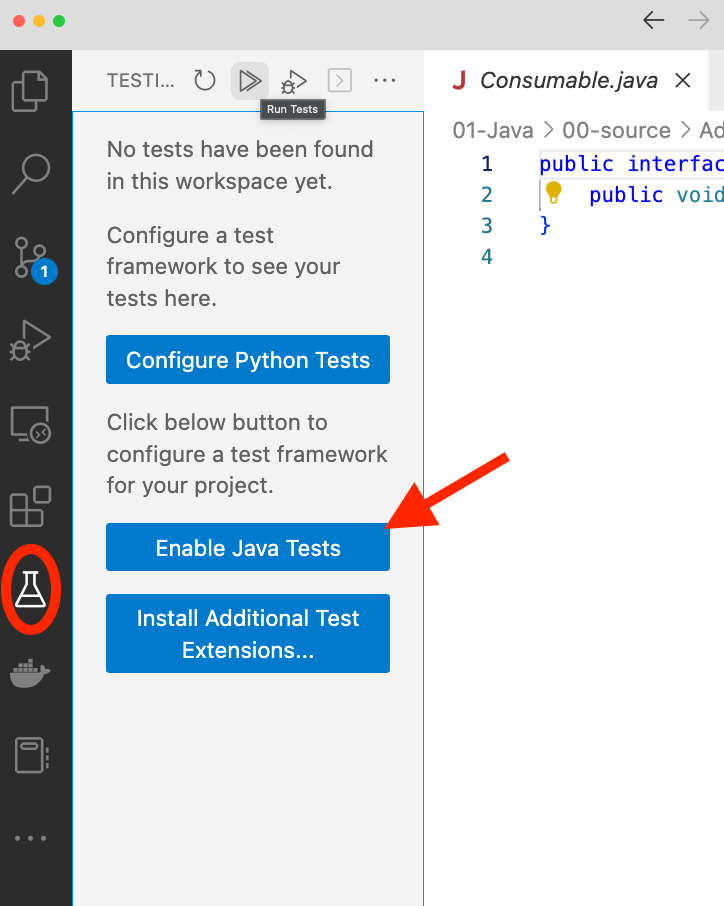 TESTI...
Run Tests
No tests have been found
in this workspace yet.
Configure a test
framework to see your
tests here.
Configure Python Tests
Click below button to
configure a test framework
for your project.
Enable Java Tests
Install Additional Test
Extensions...
1
J Consumable.java
01-Java > 00-source > Ad
1 public interfac
2 public void
3 }
4